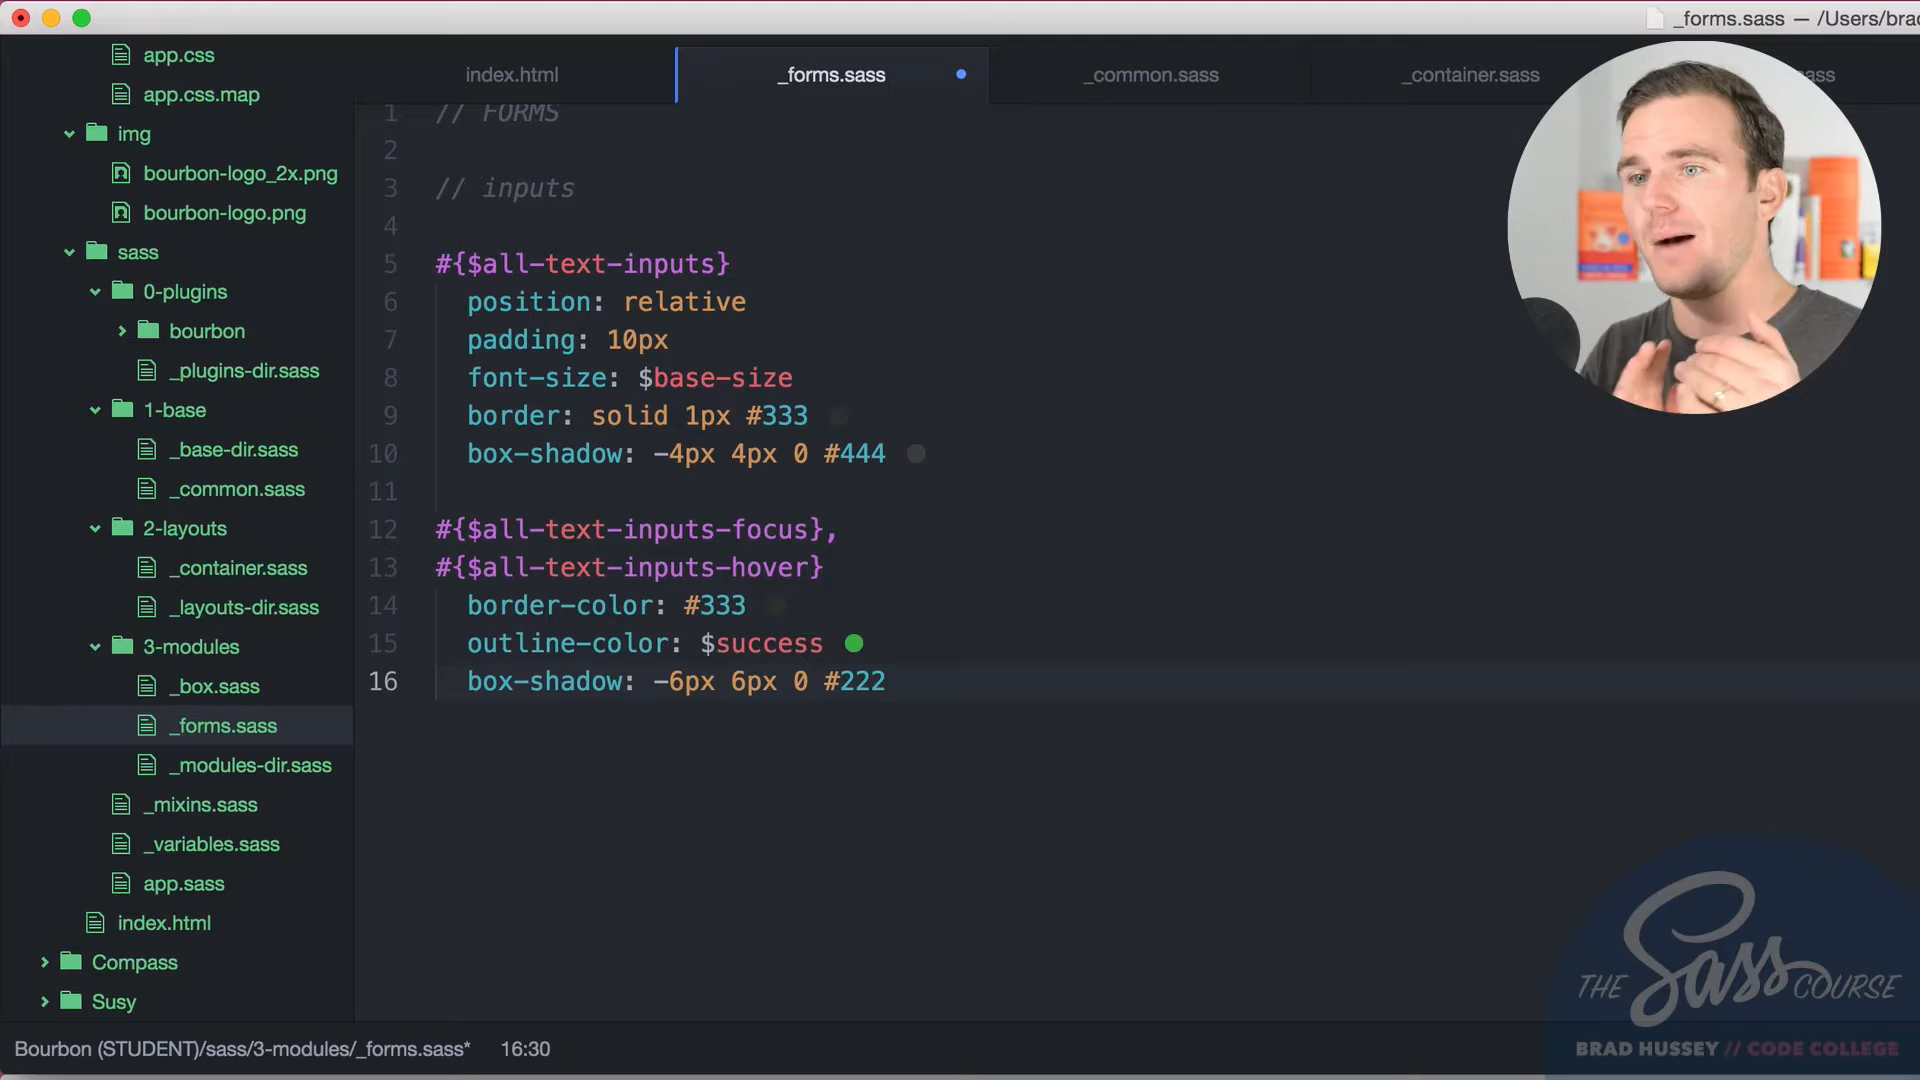 _forms.sass — /Users/brad
app.css
app.css.map
img
bourbon-logo_2x.png
bourbon-logo.png
sass
0-plugins
bourbon
_plugins-dir.sass
1-base
_base-dir.sass
_common.sass
2-layouts
_container.sass
_layouts-dir.sass
3-modules
_box.sass
_forms.sass
_modules-dir.sass
_mixins.sass
_variables.sass
app.sass
index.html
Compass
Susy
index.html
_forms.sass
_common.sass
_container.sass
sass
1 // FORMS
2
3 // inputs
4
5 #{$all-text-inputs}
6 position: relative
7 padding: 10px
8 font-size: $base-size
9 border: solid 1px #333
10 box-shadow: -4px 4px 0 #444
11
12 #{$all-text-inputs-focus},
13 #{$all-text-inputs-hover}
14 border-color: #333
15 outline-color: $success
16 box-shadow: -6px 6px 0 #222
THE Sass COURSE
BRAD HUSSEY // CODE COLLEGE
Bourbon (STUDENT)/sass/3-modules/_forms.sass* 16:30